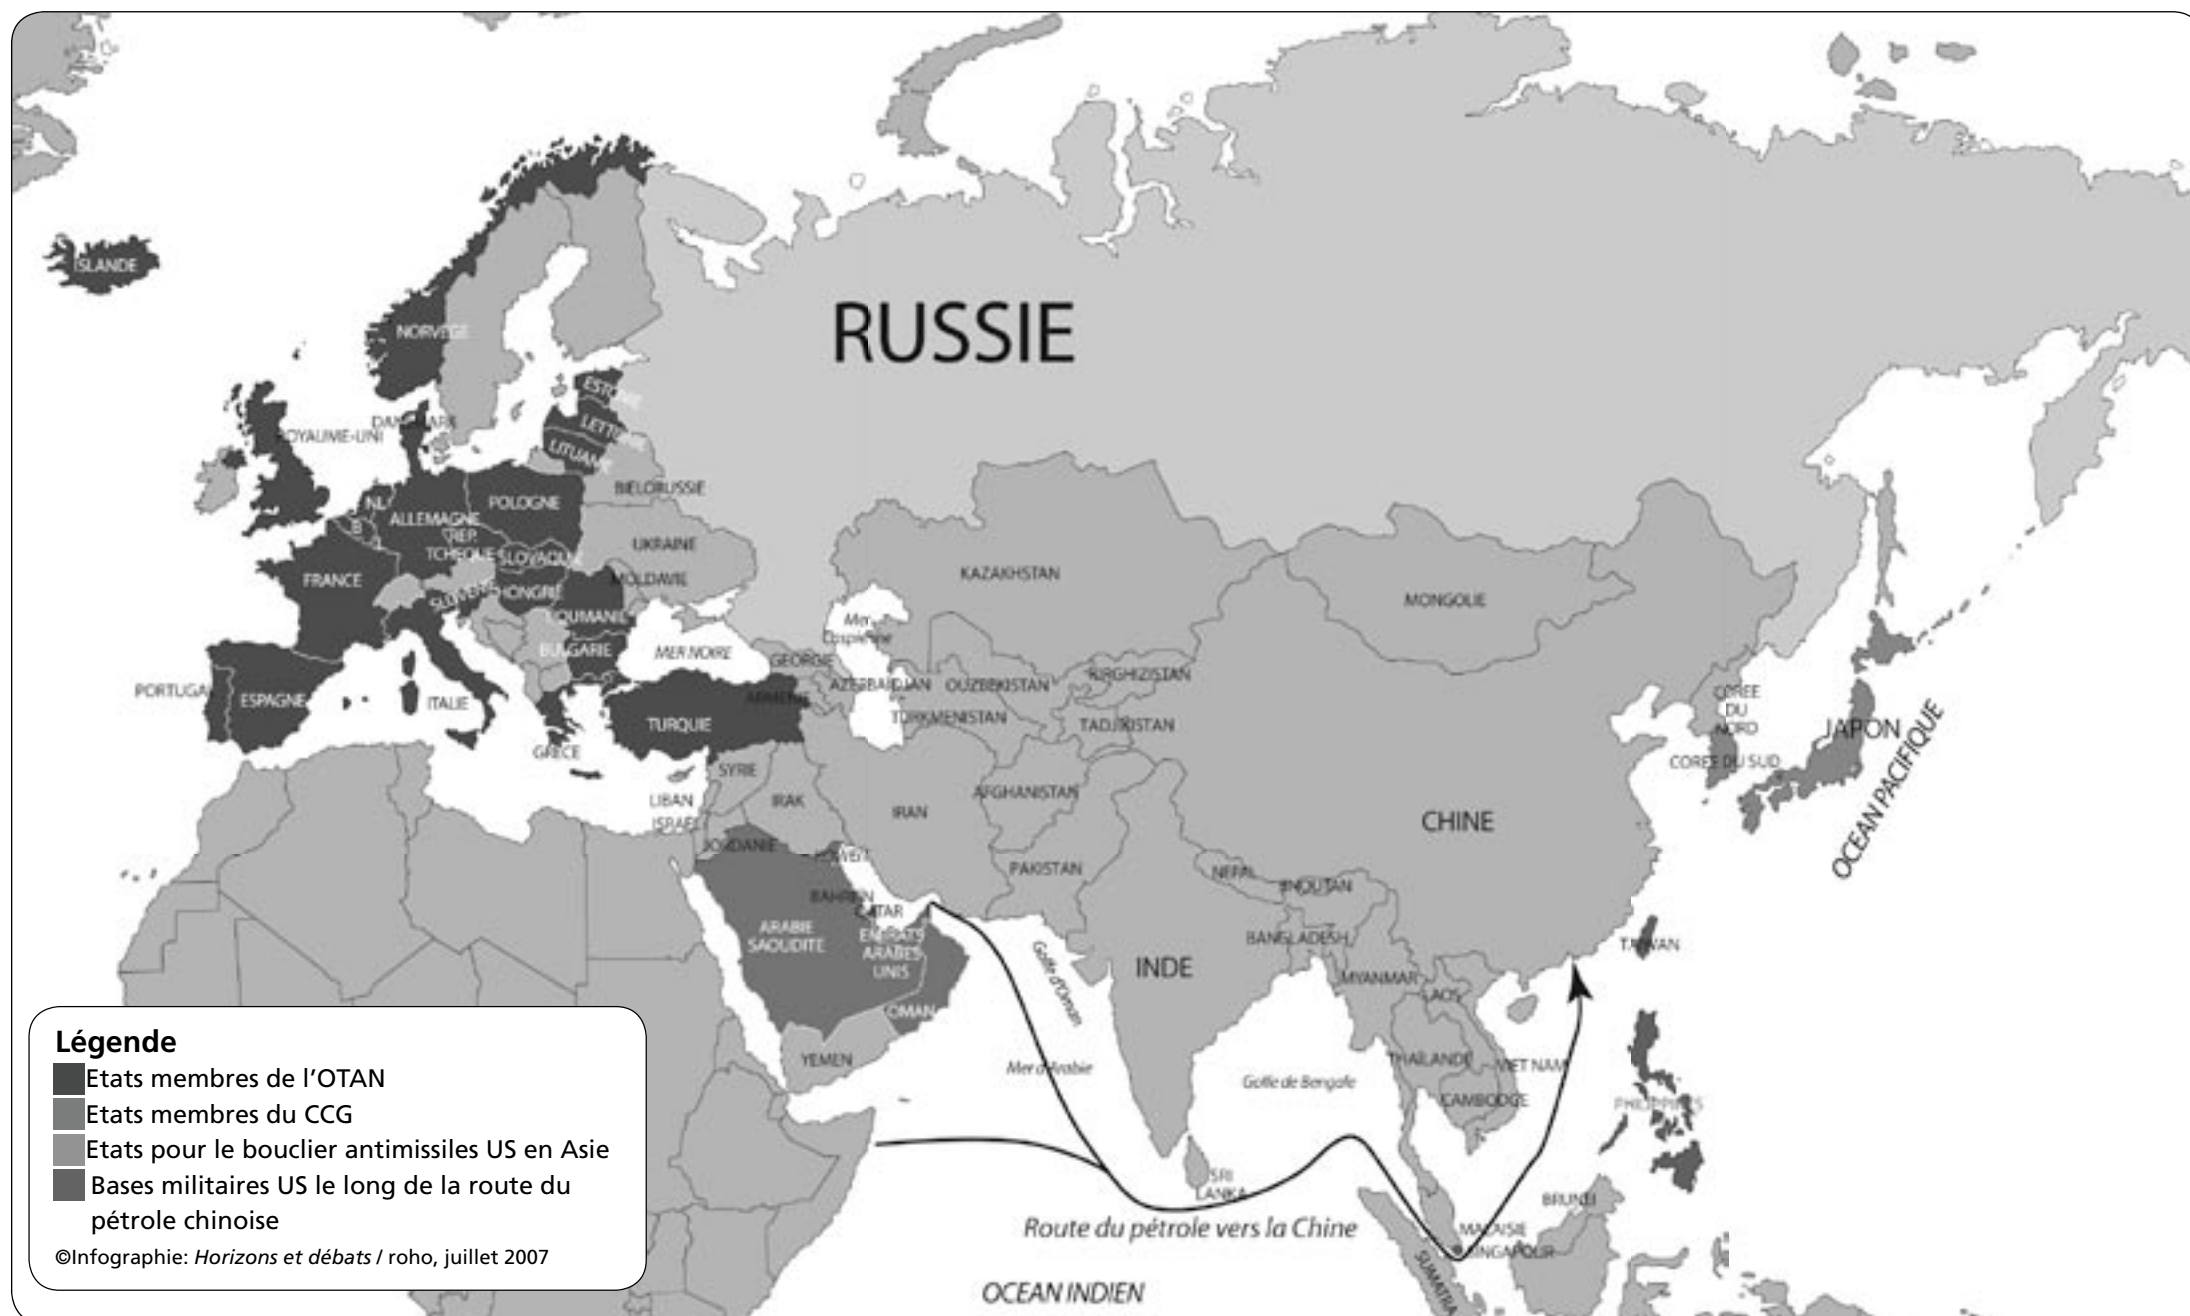 ISLANDE
NORVEGE
RUSSIE
ESTONIE
DANEMARK
ROYAUME-UNI
LETTONIE
LITUANIE
BIELORUSSIE
NL
POLOGNE
ALLEMAGNE
B
REP.
TCHEQUE
SLOVAQUIE
UKRAINE
FRANCE
MOLDAVIE
SLOVENIE
HONGRIE
ROUMANIE
KAZAKHSTAN
MONGOLIE
Mer
Caspienne
BULGARIE
MER NOIRE
GEORGIE
PORTUGAL
ESPAGNE
ITALIE
ARMENIE
AZERBAIDJAN
OUZBEKISTAN
KIRGHIZISTAN
TURKMENISTAN
TADJIKISTAN
TURQUIE
GRECE
COREE
DU
NORD
JAPON
COREE DU SUD
OCEAN PACIFIQUE
SYRIE
LIBAN
IRAK
ISRAEL
IRAN
AFGHANISTAN
CHINE
JORDANIE
KOWEIT
PAKISTAN
NEPAL
BHOUTAN
BAHREIN
QATAR
ARABIE
SAOUDITE
EMIRATS
ARABES
UNIS
Golfe d'Oman
INDE
BANGLADESH
TAIWAN
MYANMAR
LAOS
OMAN
YEMEN
Mer d'Arabie
Golfe de Bengale
THAILANDE
VIET NAM
CAMBODGE
PHILIPPINES
SRI
LANKA
BRUNEI
Route du pétrole vers la Chine
MALAISIE
SINGAPOUR
SUMATRA
OCEAN INDIEN
Légende
Etats membres de l’OTAN
Etats membres du CCG
Etats pour le bouclier antimissiles US en Asie
Bases militaires US le long de la route du
pétrole chinoise
©Infographie: Horizons et débats / roho, juillet 2007